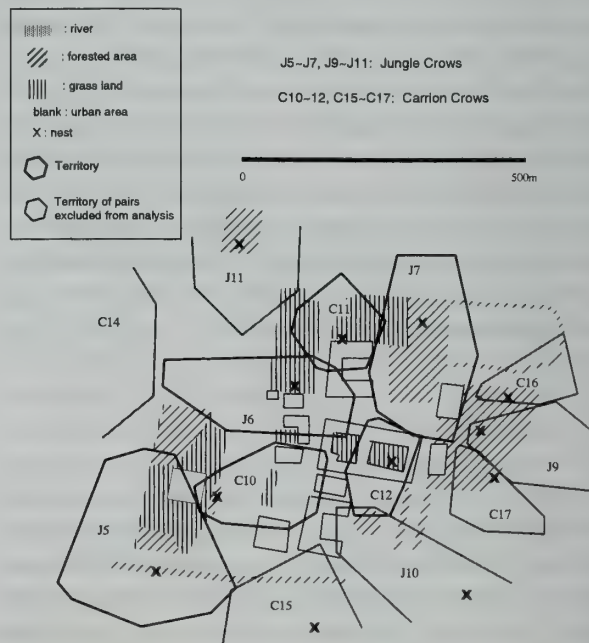 : river
: forested area
: grass land
blank : urban area
X : nest
Territory
Territory of pairs
excluded from analysis
J5~J7, J9~J11: Jungle Crows
C10~12, C15~C17: Carrion Crows
0 500m
J11
J7
C14
C11
C16
J6
J9
C10
C12
C17
J5
J10
C15